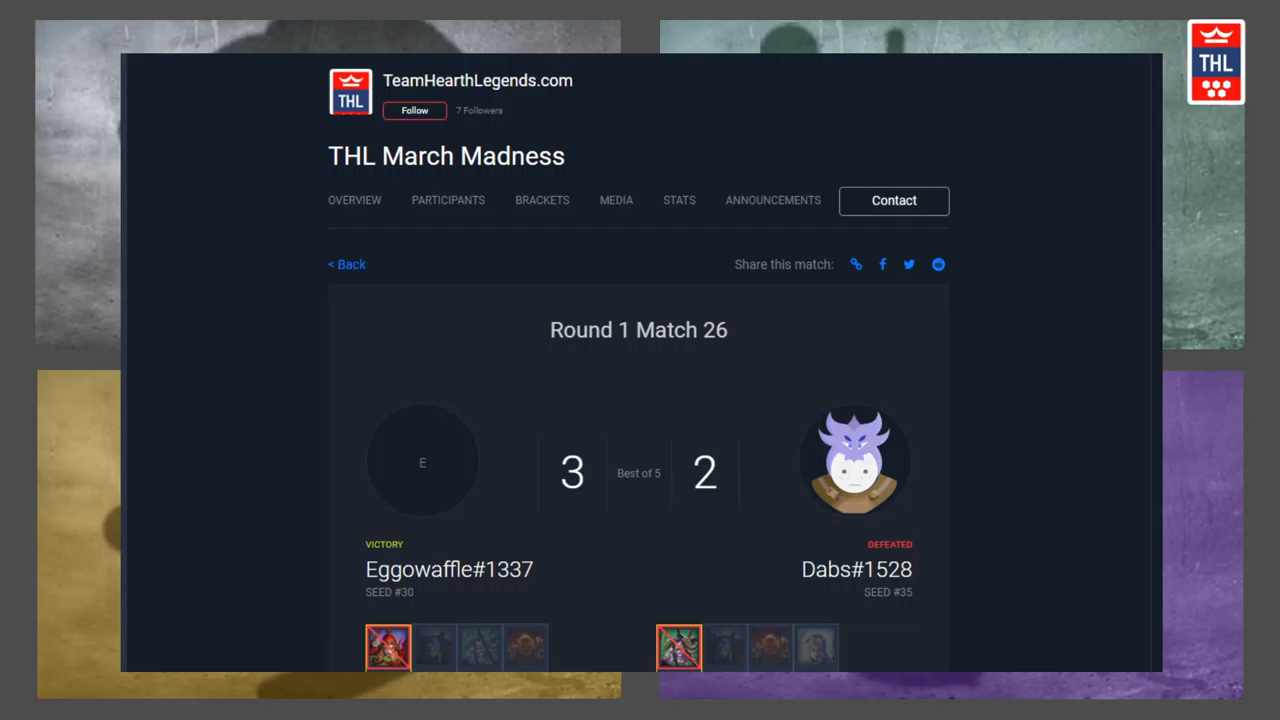 THL
TeamHearthLegends.com
THL
Follow 7 Followers
THL March Madness
OVERVIEW PARTICIPANTS BRACKETS MEDIA STATS ANNOUNCEMENTS Contact
< Back Share this match:
Round 1 Match 26
E 3 Best of 5 2
VICTORY DEFEATED
Eggowaffle#1337 Dabs#1528
SEED #30 SEED #35